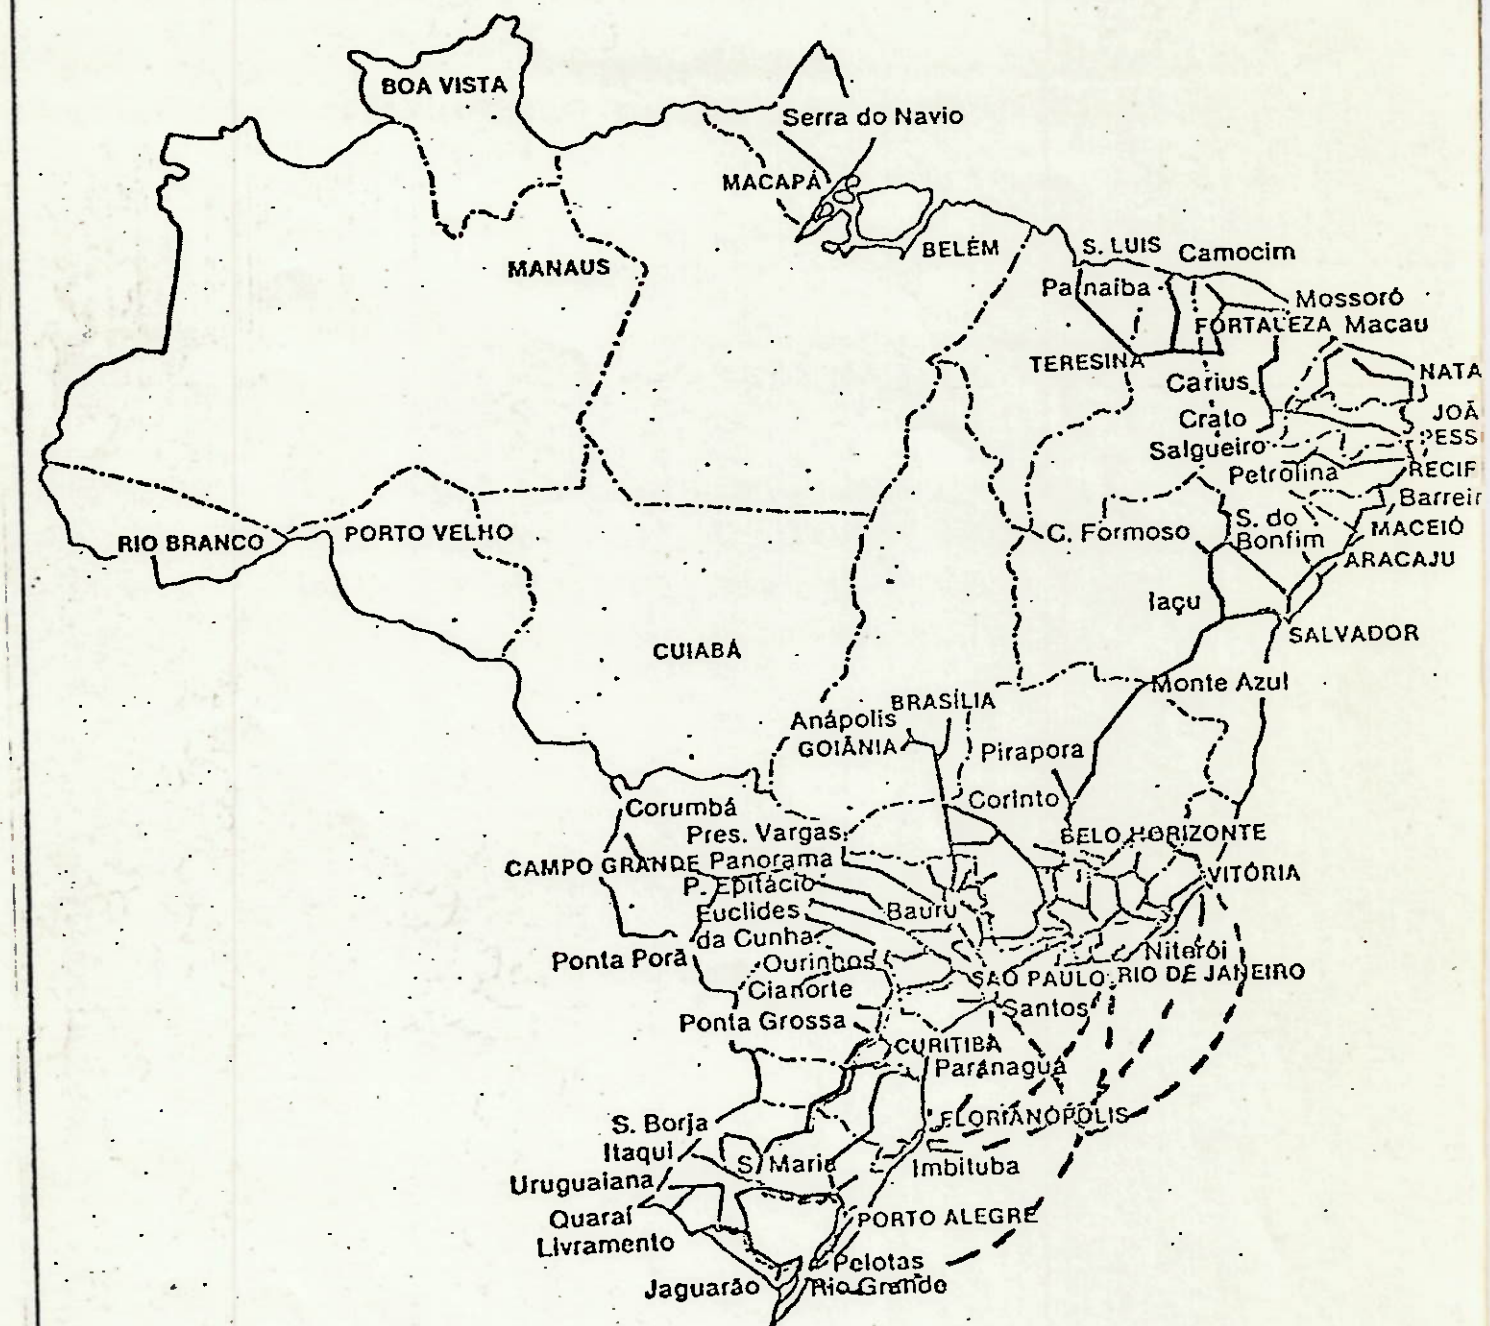 BOA VISTA
Serra do Navio
MACAPÁ
BELÉM
S. LUIS
Camocim
MANAUS
Parnaíba
Mossoró
FORTALEZA
Macau
TERESINA
NATA
Carius
Crato
JOÃ
PESS
Salgueiro
Petrolina
RECIF
Barreir
RIO BRANCO
PORTO VELHO
C. Formoso
S. do
Bonfim
MACEIÓ
ARACAJU
Iaçu
SALVADOR
CUIABÁ
Monte Azul
BRASÍLIA
Anápolis
GOIÂNIA
Pirapora
Corumbá
Corinto
Pres. Vargas
BELO HORIZONTE
CAMPO GRANDE
Panorama
VITÓRIA
P. Epitácio
Euclides
da Cunha
Bauru
Ponta Porã
Ourinhos
Niterói
Cianorte
SÃO PAULO
RIO DE JANEIRO
Ponta Grossa
Santos
CURITIBA
Paranaguá
S. Borja
FLORIANÓPOLIS
Itaqui
S. Maria
Imbituba
Uruguaiana
Quaraí
PORTO ALEGRE
Livramento
Pelotas
Jaguarão
Rio Grande